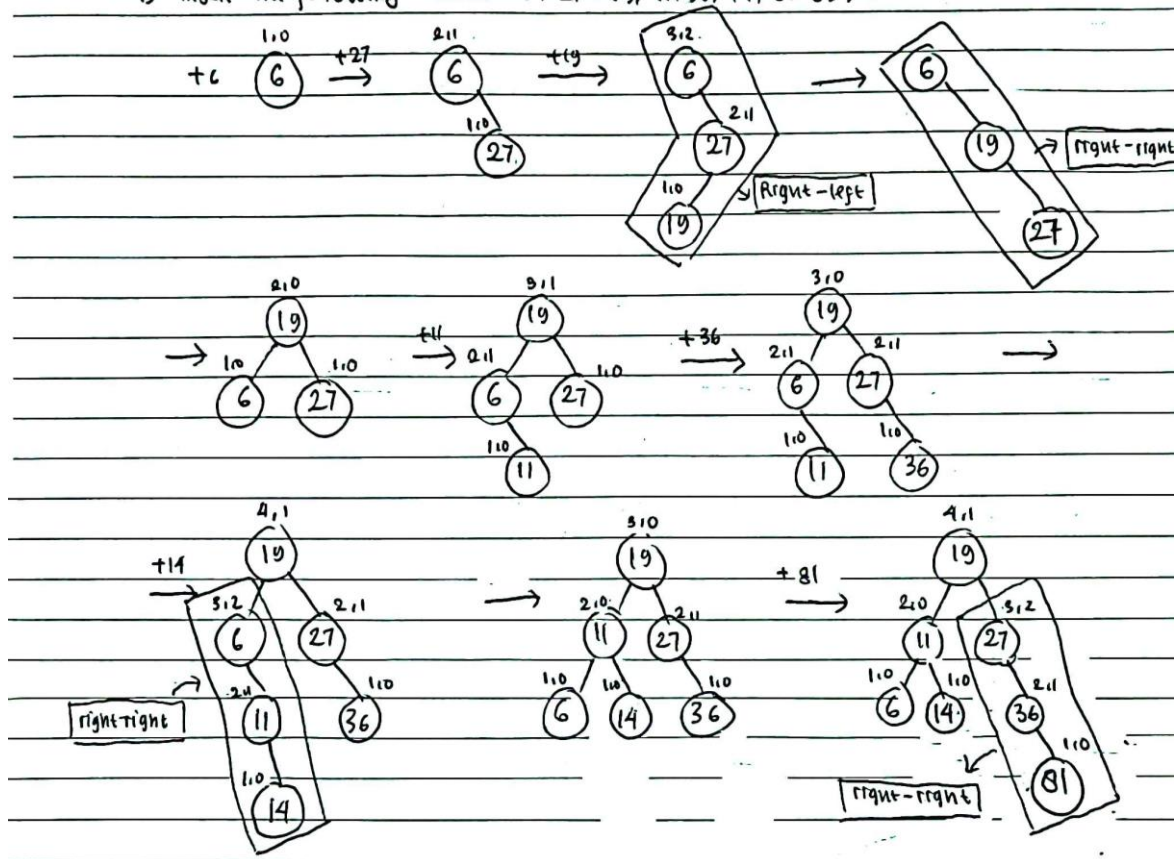 1,0 2,1 3,2
+6 6 +27 6 +19 6 6
1,0 2,1
27 27 19 right-right
1,0 Right-left
19 27
2,0 3,1 3,0
19 +11 19 +36 19
1,0 1,0 2,1 1,0 2,1 2,1
6 27 6 27 6 27
1,0 1,0 1,0
11 11 36
4,1 3,0 4,1
+14 19 19 +81 19
3,2 2,1 2,0 2,1 2,0 3,2
6 27 11 27 11 27
2,1 1,0 1,0 1,0 1,0 1,0 1,0 2,1
right right 11 36 6 14 36 6 14 36
1,0 1,0
14 right-right 81